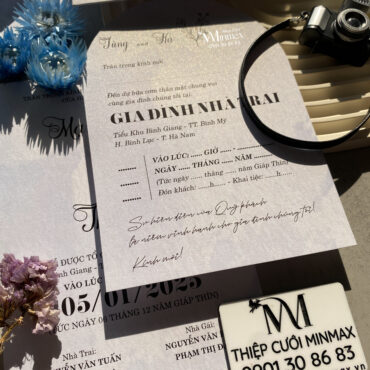 Trân trọng kính mời
Đến dự bữa cơm thân mật chung vui
cùng gia đình chúng tôi tại:
GIA ĐÌNH NHÀ TRAI
Tiểu Khu Bình Giang - TT. Bình Mỹ
H. Bình Lục - T. Hà Nam
VÀO LÚC: ...... GIỜ ......
NGÀY ...... THÁNG ...... NĂM ......
(Tức ngày ...... tháng ...... năm Giáp Thìn)
Đón khách: ......h...... - Khai tiệc: ......h......
Sự hiện diện của Quý khách
là niềm vinh hạnh cho gia đình chúng tôi!
Kính mời!
ĐƯỢC TỔ
VÀO LÚC
05/01/2025
NGÀY 06 THÁNG 12 NĂM GIÁP THÌN)
Nhà Trai:
Nhà Gái:
VĂN TUẤN
NGUYỄN VĂN
PHẠM THỊ
M
THIỆP CƯỚI MINMAX
0901 30 86 83